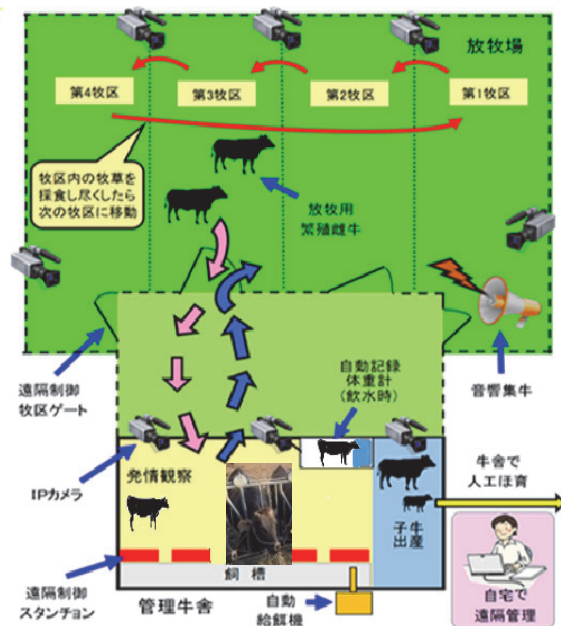 放牧場
第4牧区
第3牧区
第2牧区
第1牧区
牧区内の牧草を
採食し尽くしたら
次の牧区に移動
放牧用
繁殖雌牛
遠隔制御
牧区ゲート
自動記録
体重計
(飲水時)
音響集牛
IPカメラ
発情観察
牛舎で
人工ほ育
子牛
出産
遠隔制御
スタンチョン
飼槽
管理牛舎
自動
給餌機
自宅で
遠隔管理